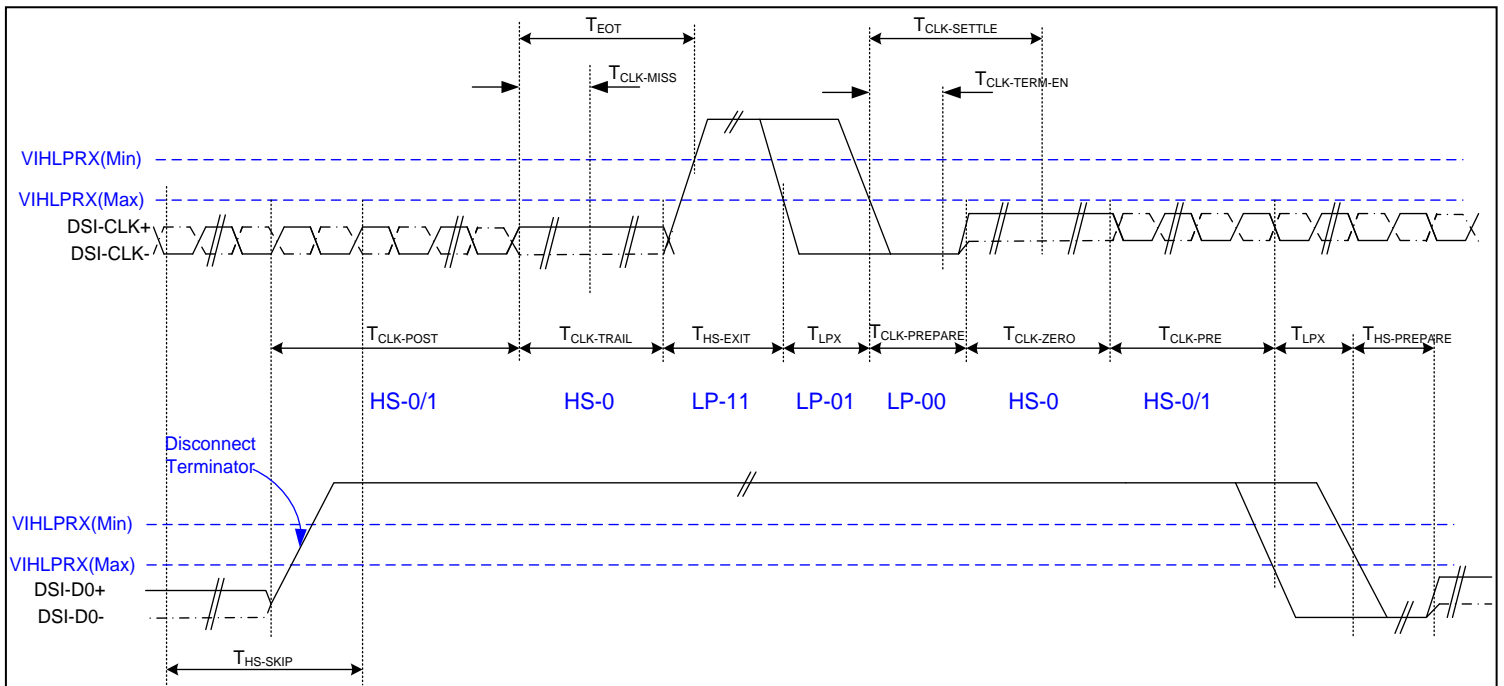 TEOT
TCLK-SETTLE
TCLK-MISS
TCLK-TERM-EN
VIHLPRX(Min)
VIHLPRX(Max)
DSI-CLK+
DSI-CLK-
TCLK-POST
TCLK-TRAIL
THS-EXIT
TLPX
TCLK-PREPARE
TCLK-ZERO
TCLK-PRE
TLPX
THS-PREPARE
HS-0/1
HS-0
LP-11
LP-01
LP-00
HS-0
HS-0/1
Disconnect
Terminator
VIHLPRX(Min)
VIHLPRX(Max)
DSI-D0+
DSI-D0-
THS-SKIP